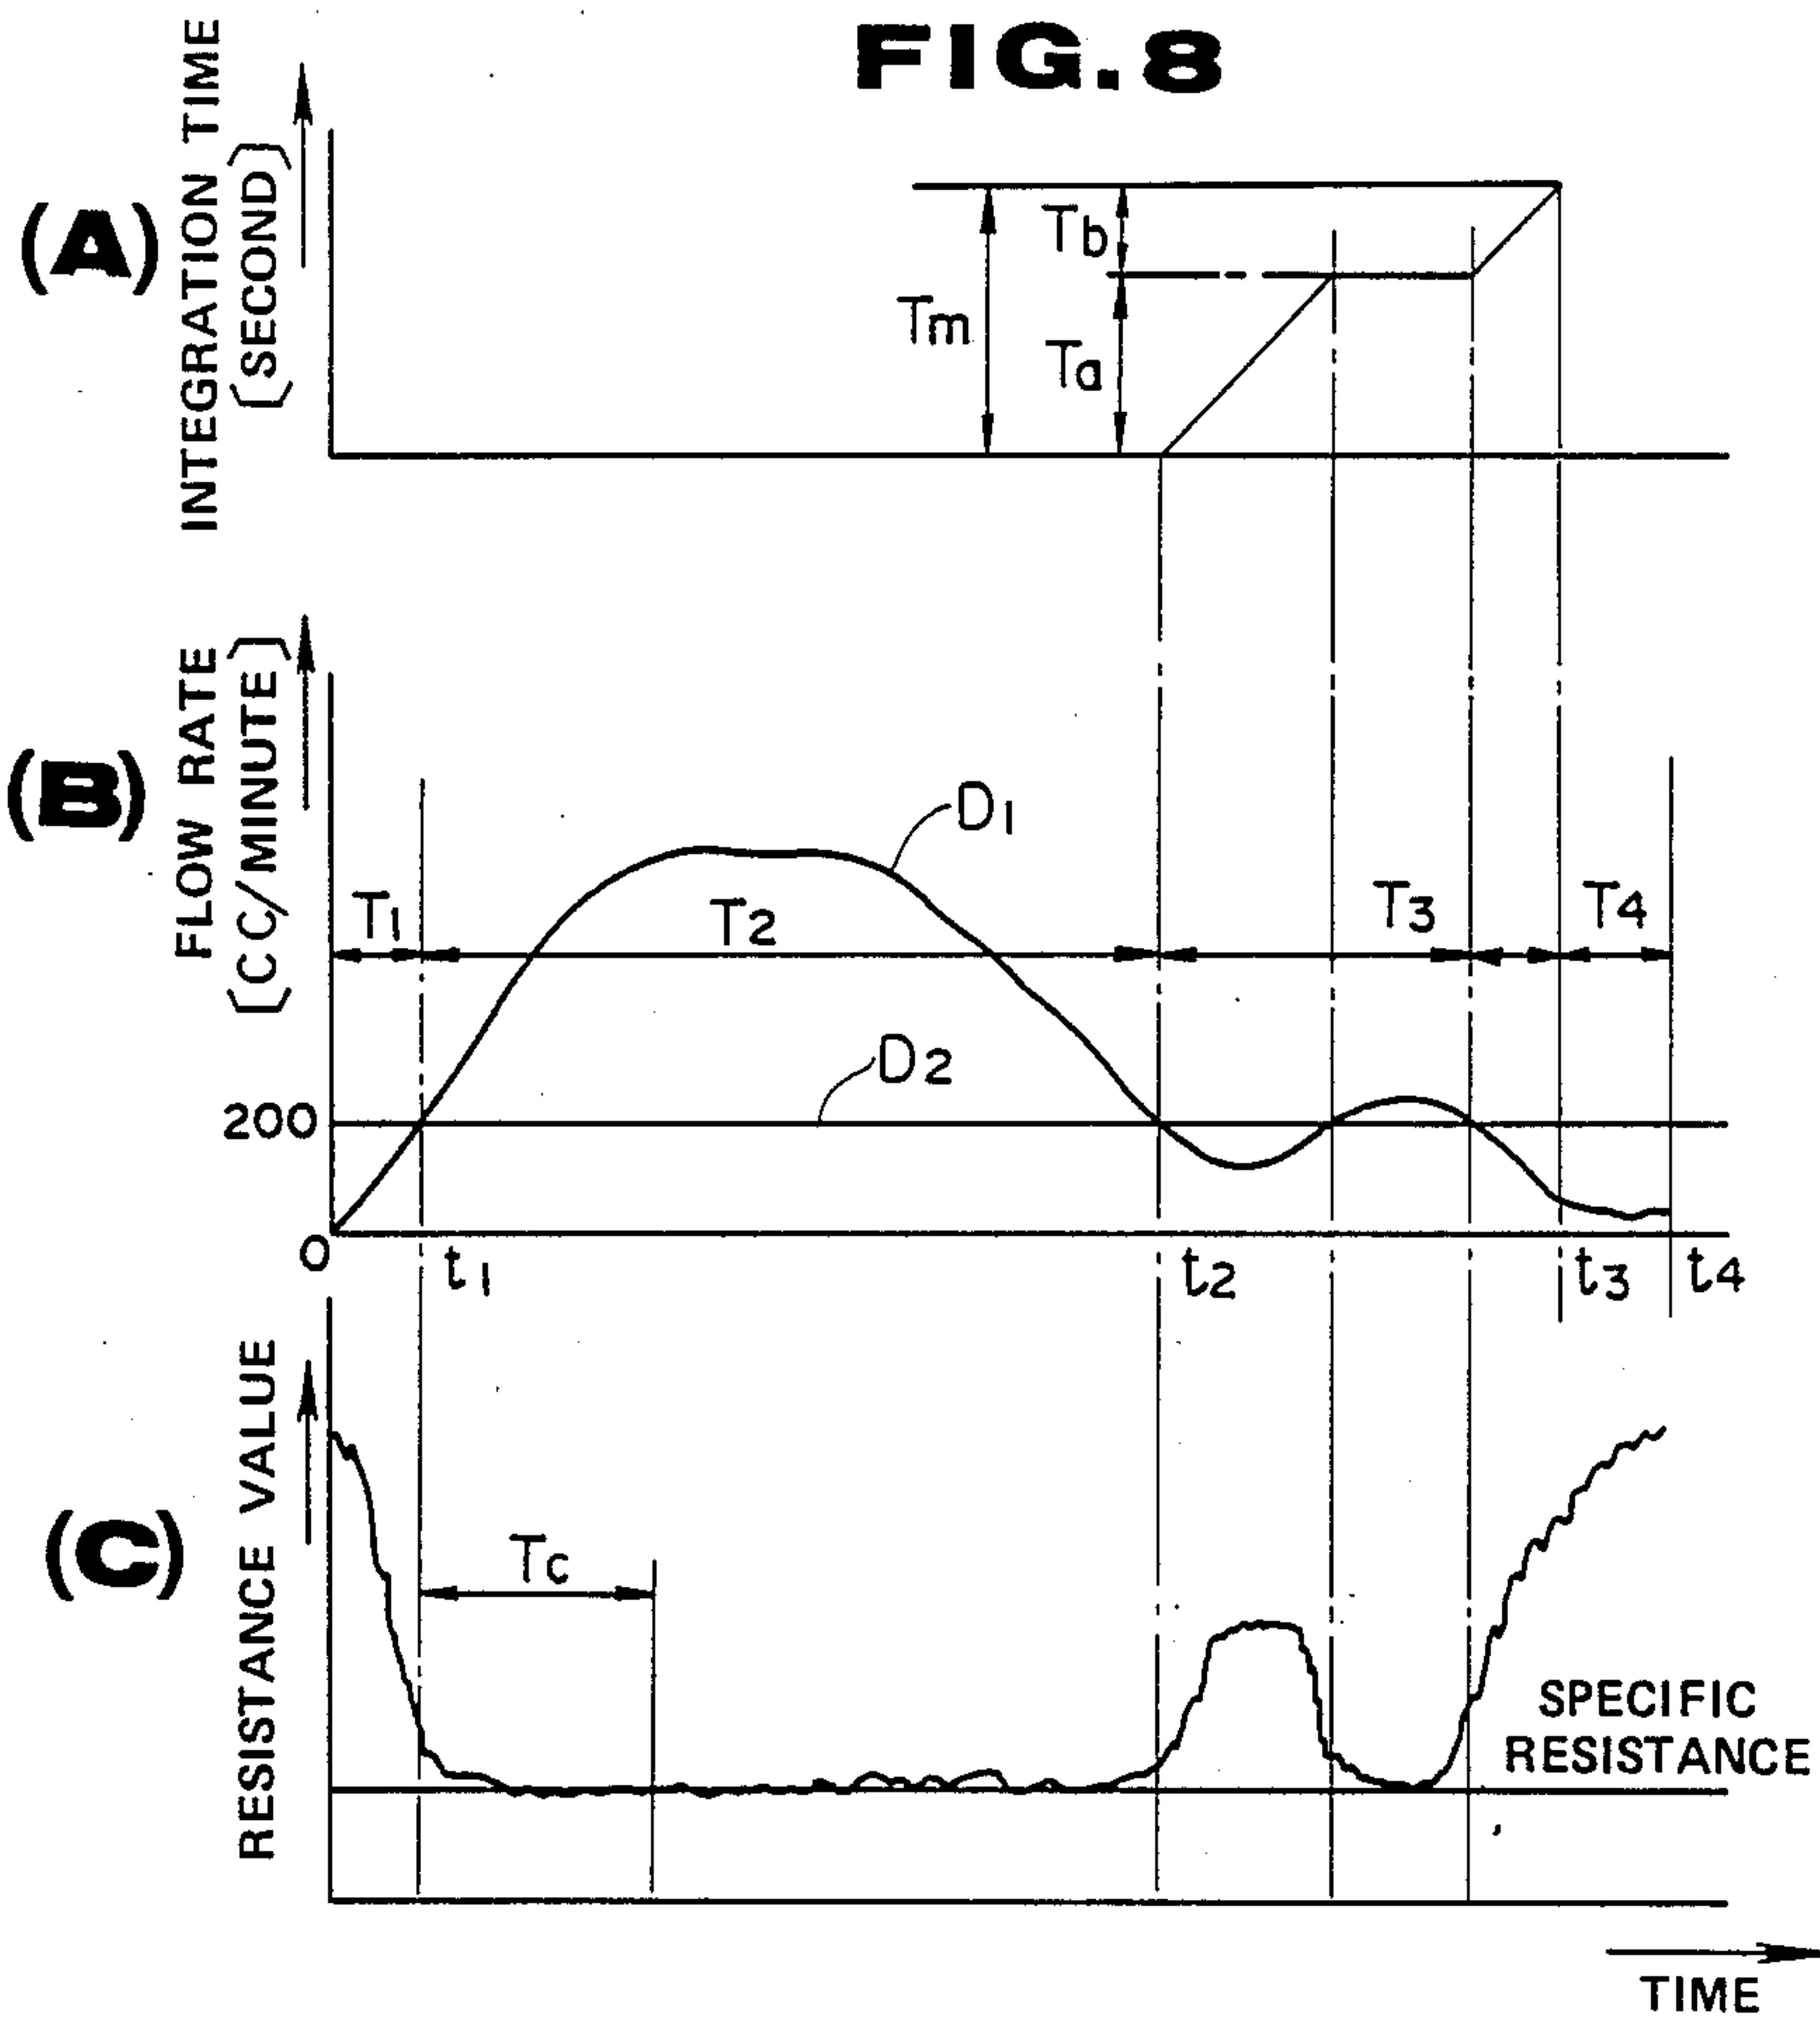 FIG.8
(A)
INTEGRATION TIME
(SECOND)
Tm
Tb
Ta
(B)
FLOW RATE
(CC/MINUTE)
D1
T1
T2
T3
T4
D2
200
0
t1
t2
t3
t4
(C)
RESISTANCE VALUE
Tc
SPECIFIC
RESISTANCE
TIME